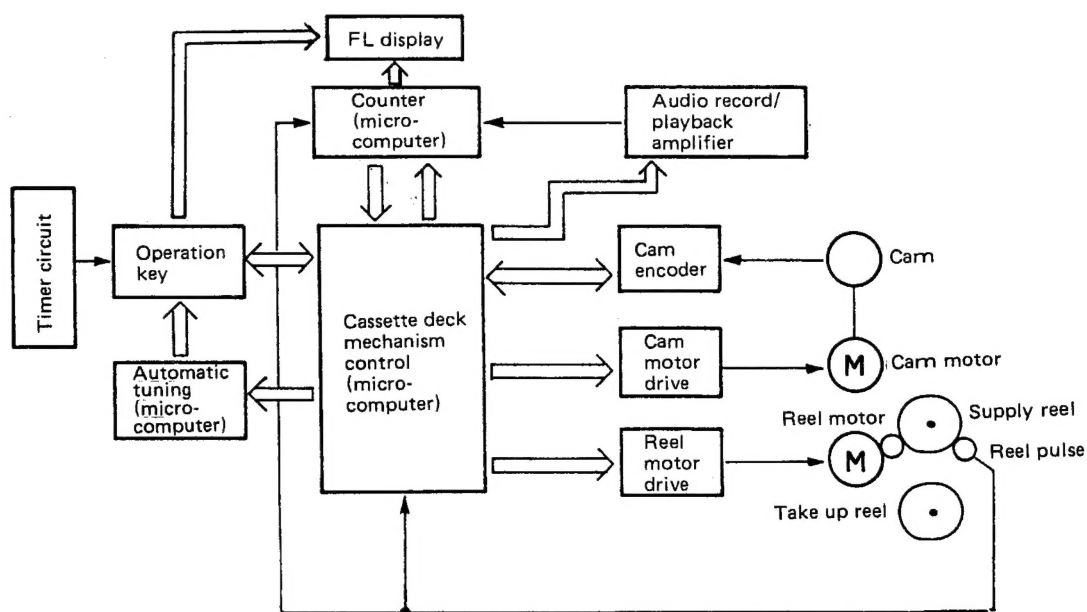 FL display
Counter
(micro-
computer)
Audio record/
playback
amplifier
Timer circuit
Operation
key
Cam
encoder
Cam
Cassette deck
mechanism
control
(micro-
computer)
Automatic
tuning
(micro-
computer)
Cam
motor
drive
M
Cam motor
Reel motor
Supply reel
Reel
motor
drive
M
Reel pulse
Take up reel